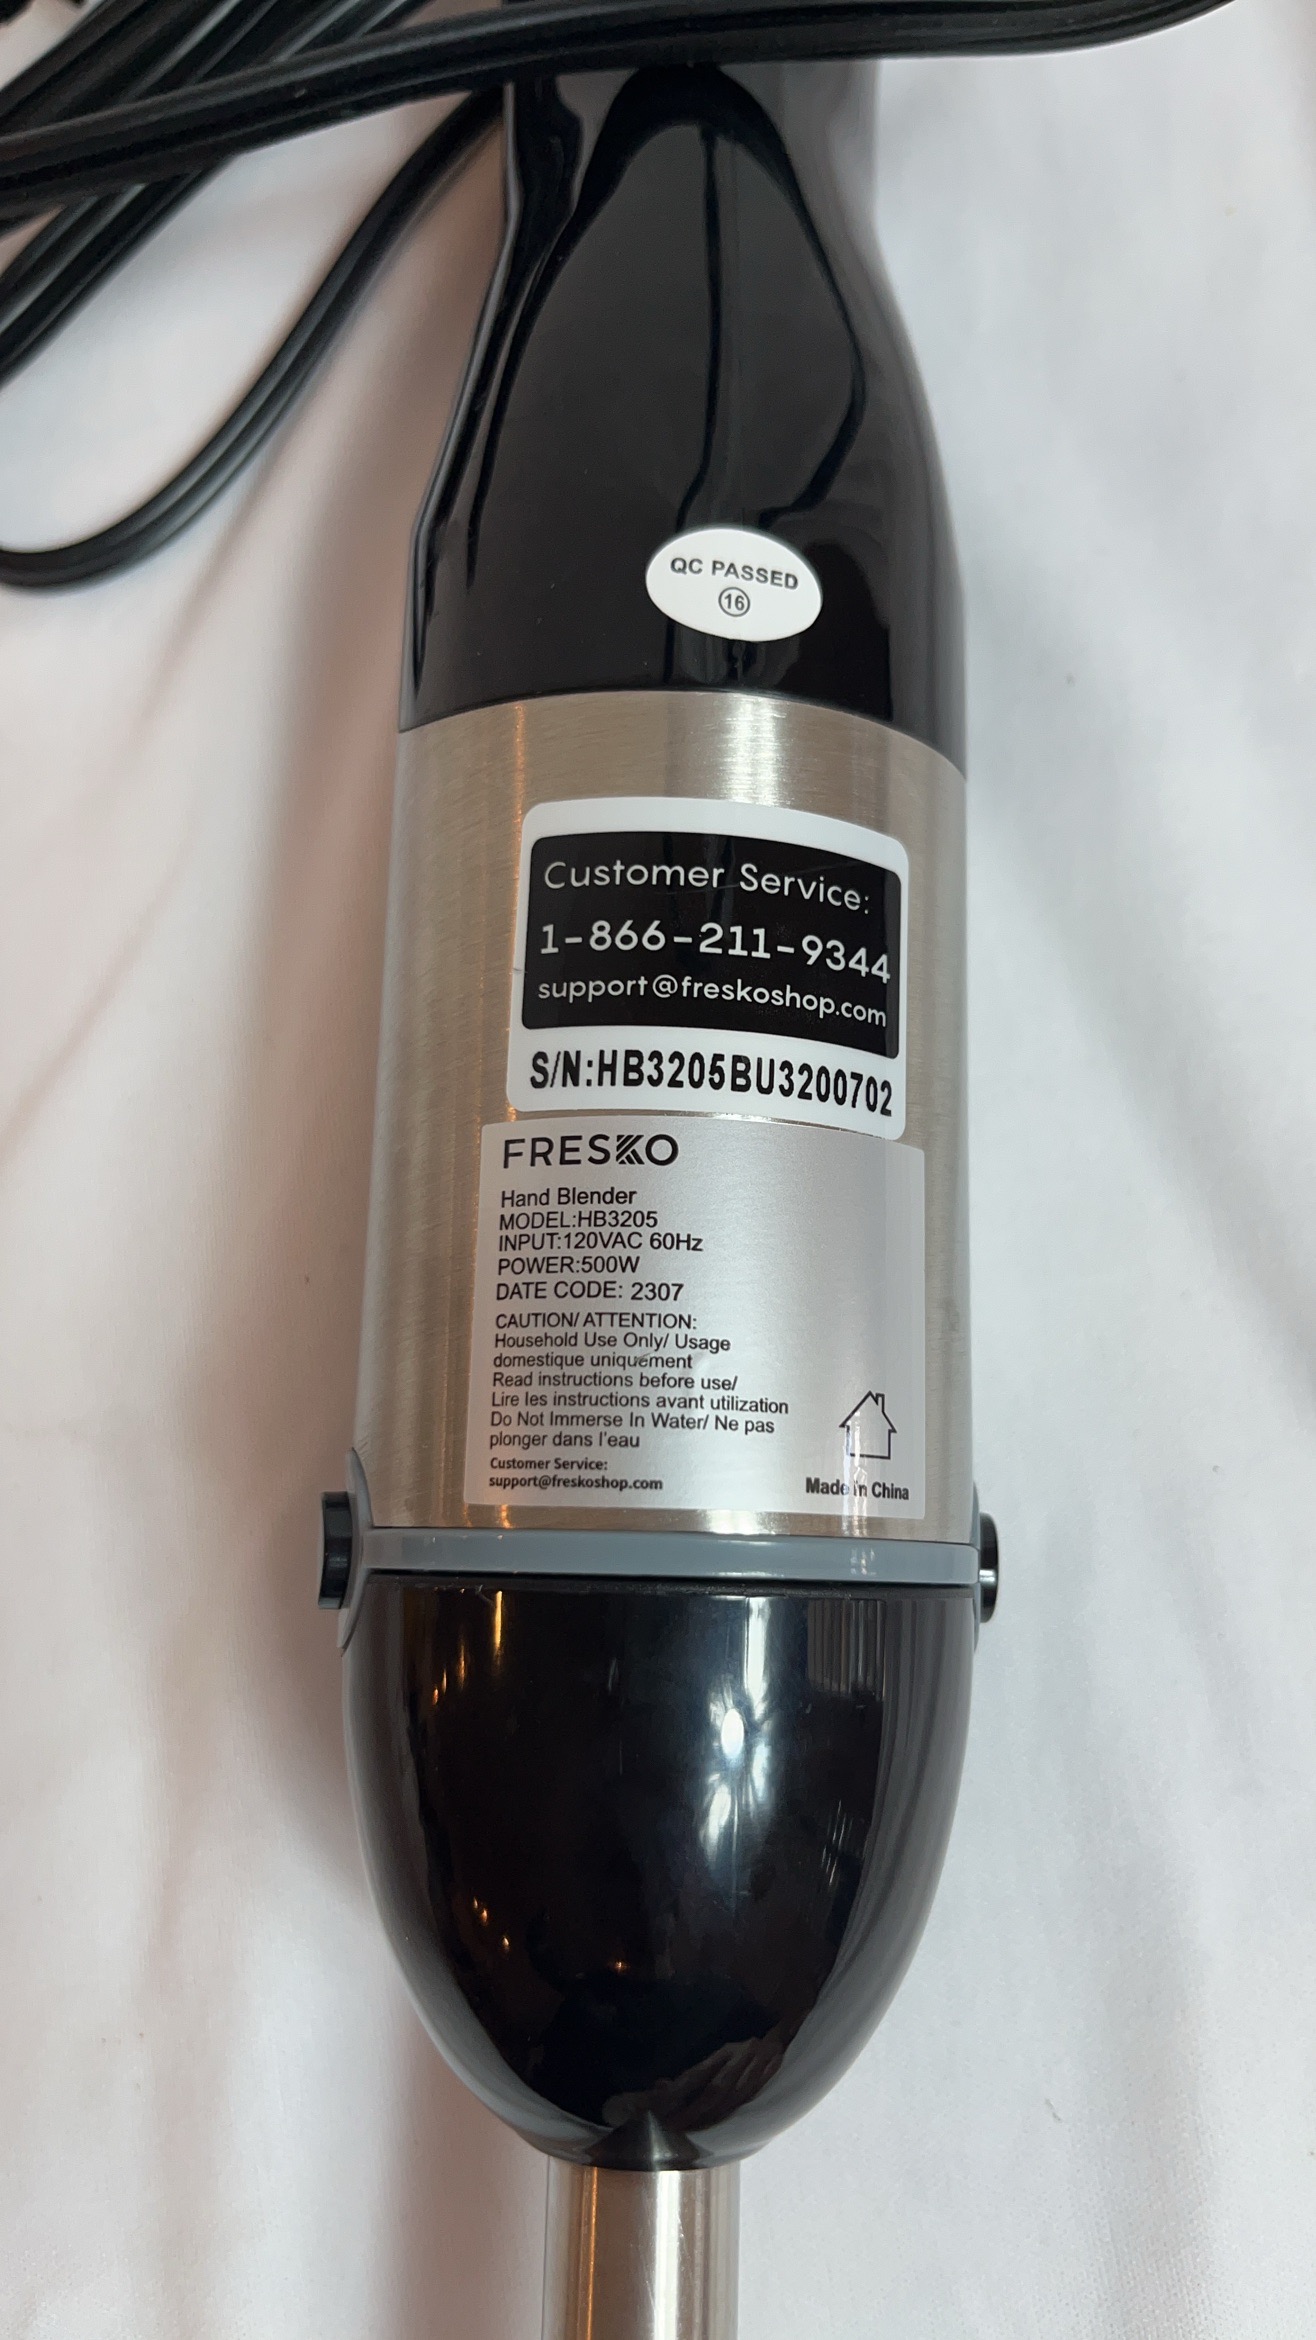 QC PASSED
16
Customer Service:
1-866-211-9344
support@freskoshop.com
S/N:HB3205BU3200702
FRESKO
Hand Blender
MODEL:HB3205
INPUT:120VAC 60Hz
POWER:500W
DATE CODE: 2307
CAUTION/ ATTENTION:
Household Use Only/ Usage
domestique uniquement
Read instructions before use/
Lire les instructions avant utilization
Do Not Immerse In Water/ Ne pas
plonger dans l'eau
Customer Service:
support@freskoshop.com
Made in China